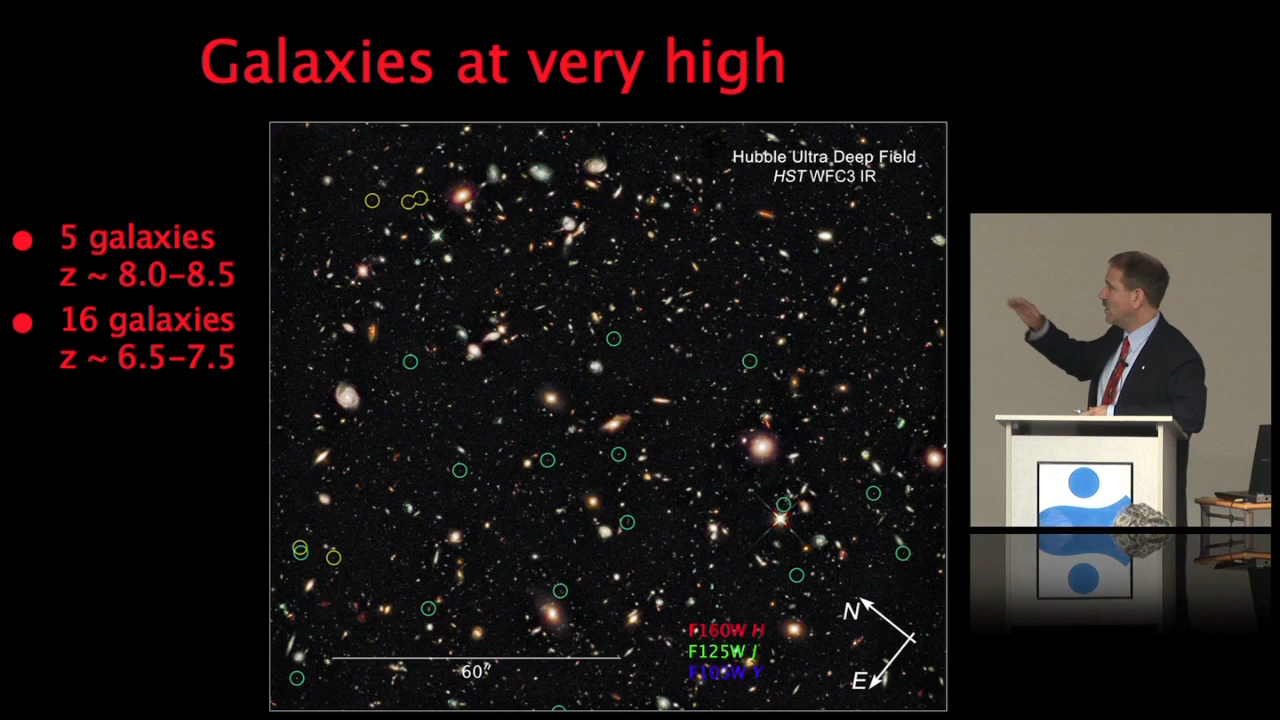 Galaxies at very high
Hubble Ultra Deep Field
HST WFC3 IR
● 5 galaxies
z ~ 8.0–8.5
● 16 galaxies
z ~ 6.5–7.5
N
F160W H
F125W J
F105W Y
60″
E